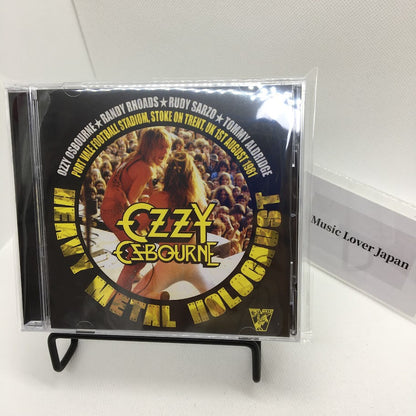 OZZY OSBOURNE★RANDY RHOADS★RUDY SARZO★TOMMY ALDRIDGE
PORT VALE FOOTBALL STADIUM, STOKE ON TRENT, UK 1ST AUGUST 1981
OZZY
OSBOURNE
HEAVY METAL HOLOCAUST
Music Lover Japan